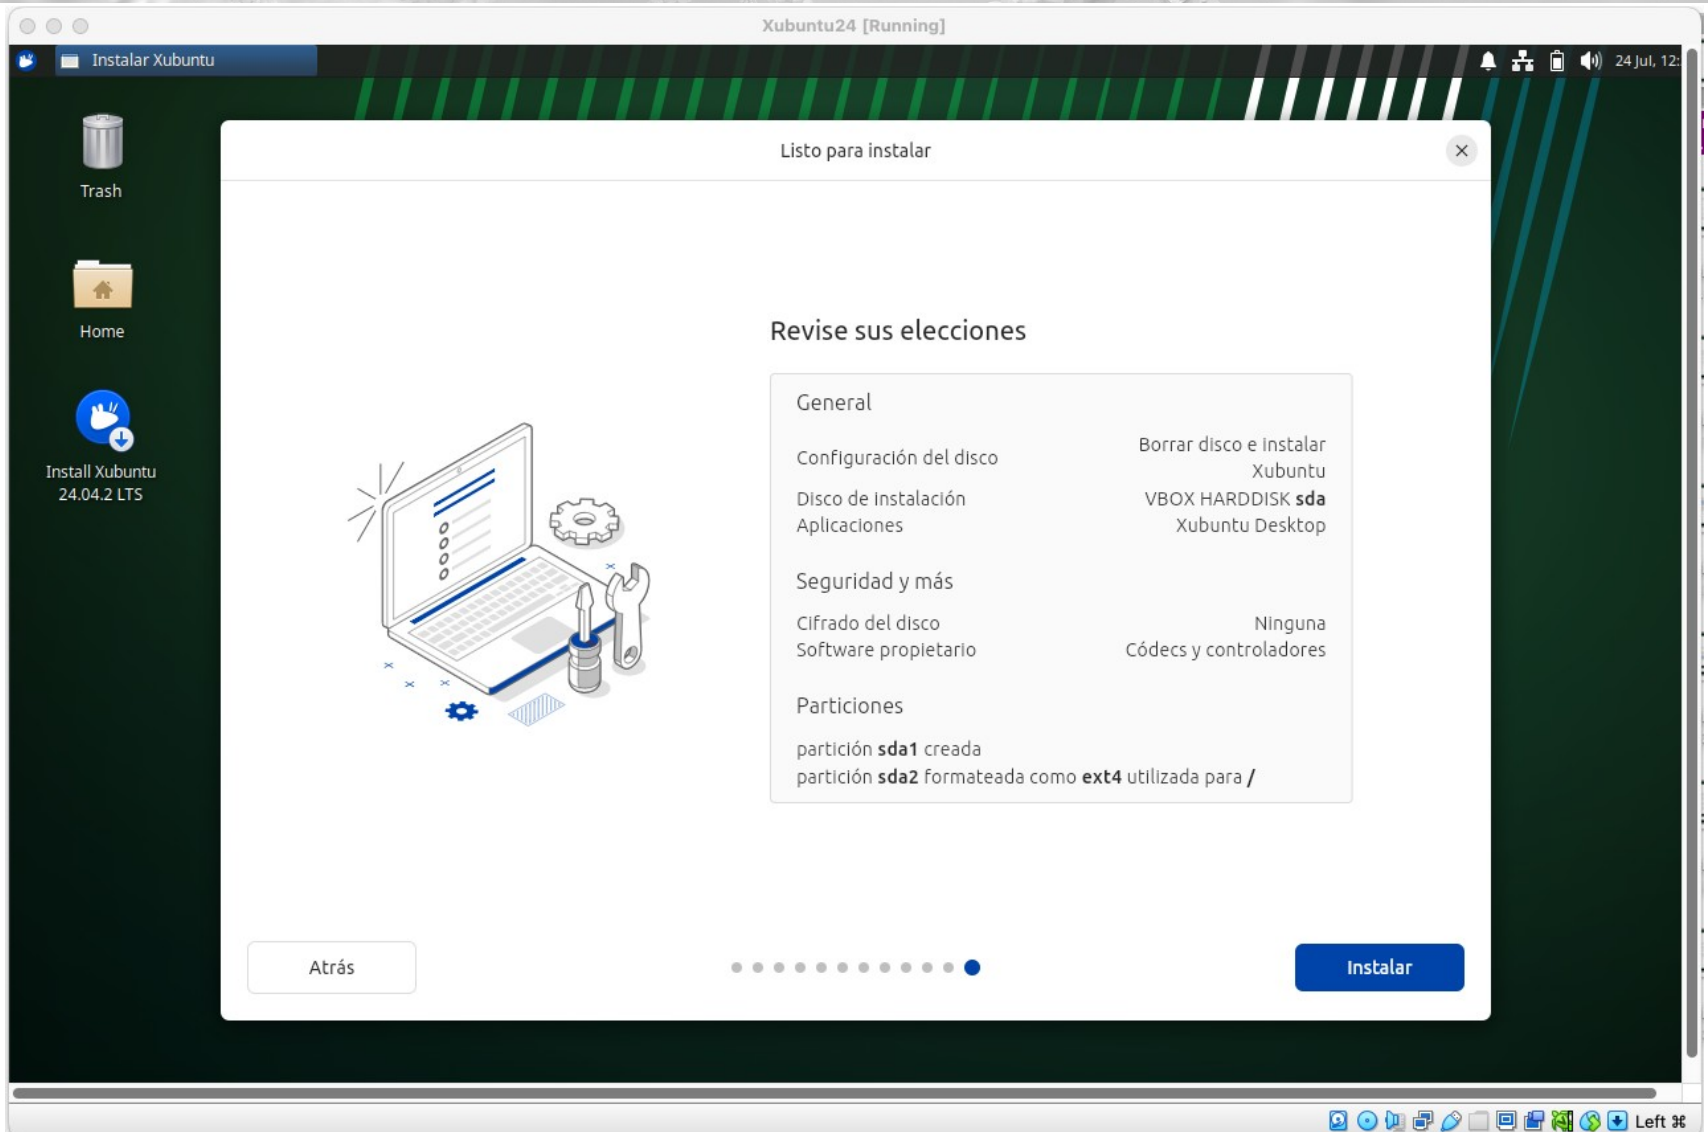 Xubuntu24 [Running]
Instalar Xubuntu
24 Jul, 12:
Trash
Home
Install Xubuntu
24.04.2 LTS
Listo para instalar
Revise sus elecciones
General
Configuración del disco
Borrar disco e instalar
Xubuntu
Disco de instalación
VBOX HARDDISK sda
Aplicaciones
Xubuntu Desktop
Seguridad y más
Cifrado del disco
Ninguna
Software propietario
Códecs y controladores
Particiones
partición sda1 creada
partición sda2 formateada como ext4 utilizada para /
Atrás
Instalar
Left ⌘